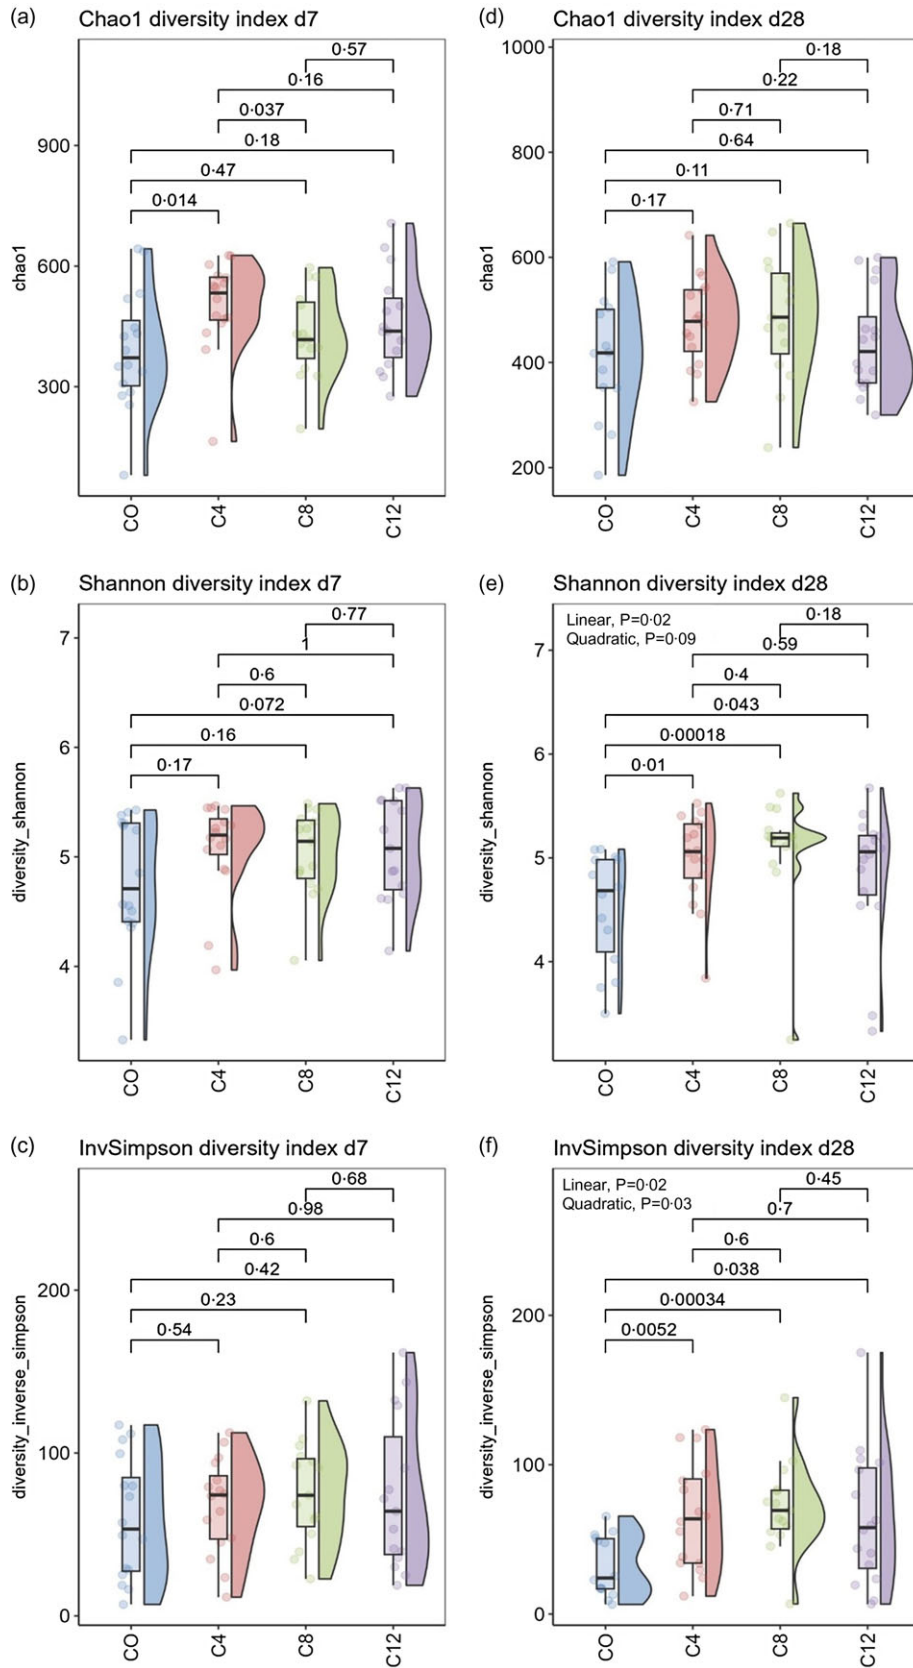 (a) Chao1 diversity index d7
0·57
0·16
0·037
0·18
0·47
0·014
900
600
300
chao1
CO C4 C8 C12
(d) Chao1 diversity index d28
0·18
0·22
0·71
0·64
0·11
0·17
1000
800
600
400
200
chao1
CO C4 C8 C12
(b) Shannon diversity index d7
0·77
1
0·6
0·072
0·16
0·17
7
6
5
4
diversity_shannon
CO C4 C8 C12
(e) Shannon diversity index d28
Linear, P=0·02
Quadratic, P=0·09
0·18
0·59
0·4
0·043
0·00018
0·01
7
6
5
4
diversity_shannon
CO C4 C8 C12
(c) InvSimpson diversity index d7
0·68
0·98
0·6
0·42
0·23
0·54
200
100
0
diversity_inverse_simpson
CO C4 C8 C12
(f) InvSimpson diversity index d28
Linear, P=0·02
Quadratic, P=0·03
0·45
0·7
0·6
0·038
0·00034
0·0052
200
100
0
diversity_inverse_simpson
CO C4 C8 C12